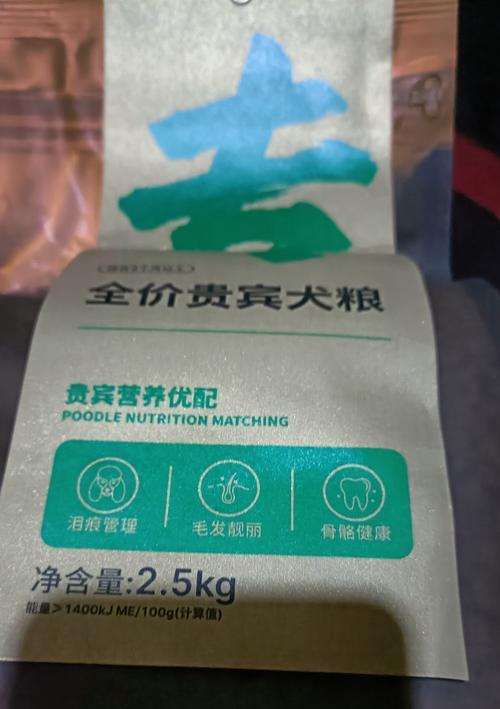 去
全价贵宾犬粮
贵宾营养优配
POODLE NUTRITION MATCHING
泪痕管理
毛发靓丽
骨骼健康
净含量:2.5kg
能量＞1400kJ ME/100g(计算值)